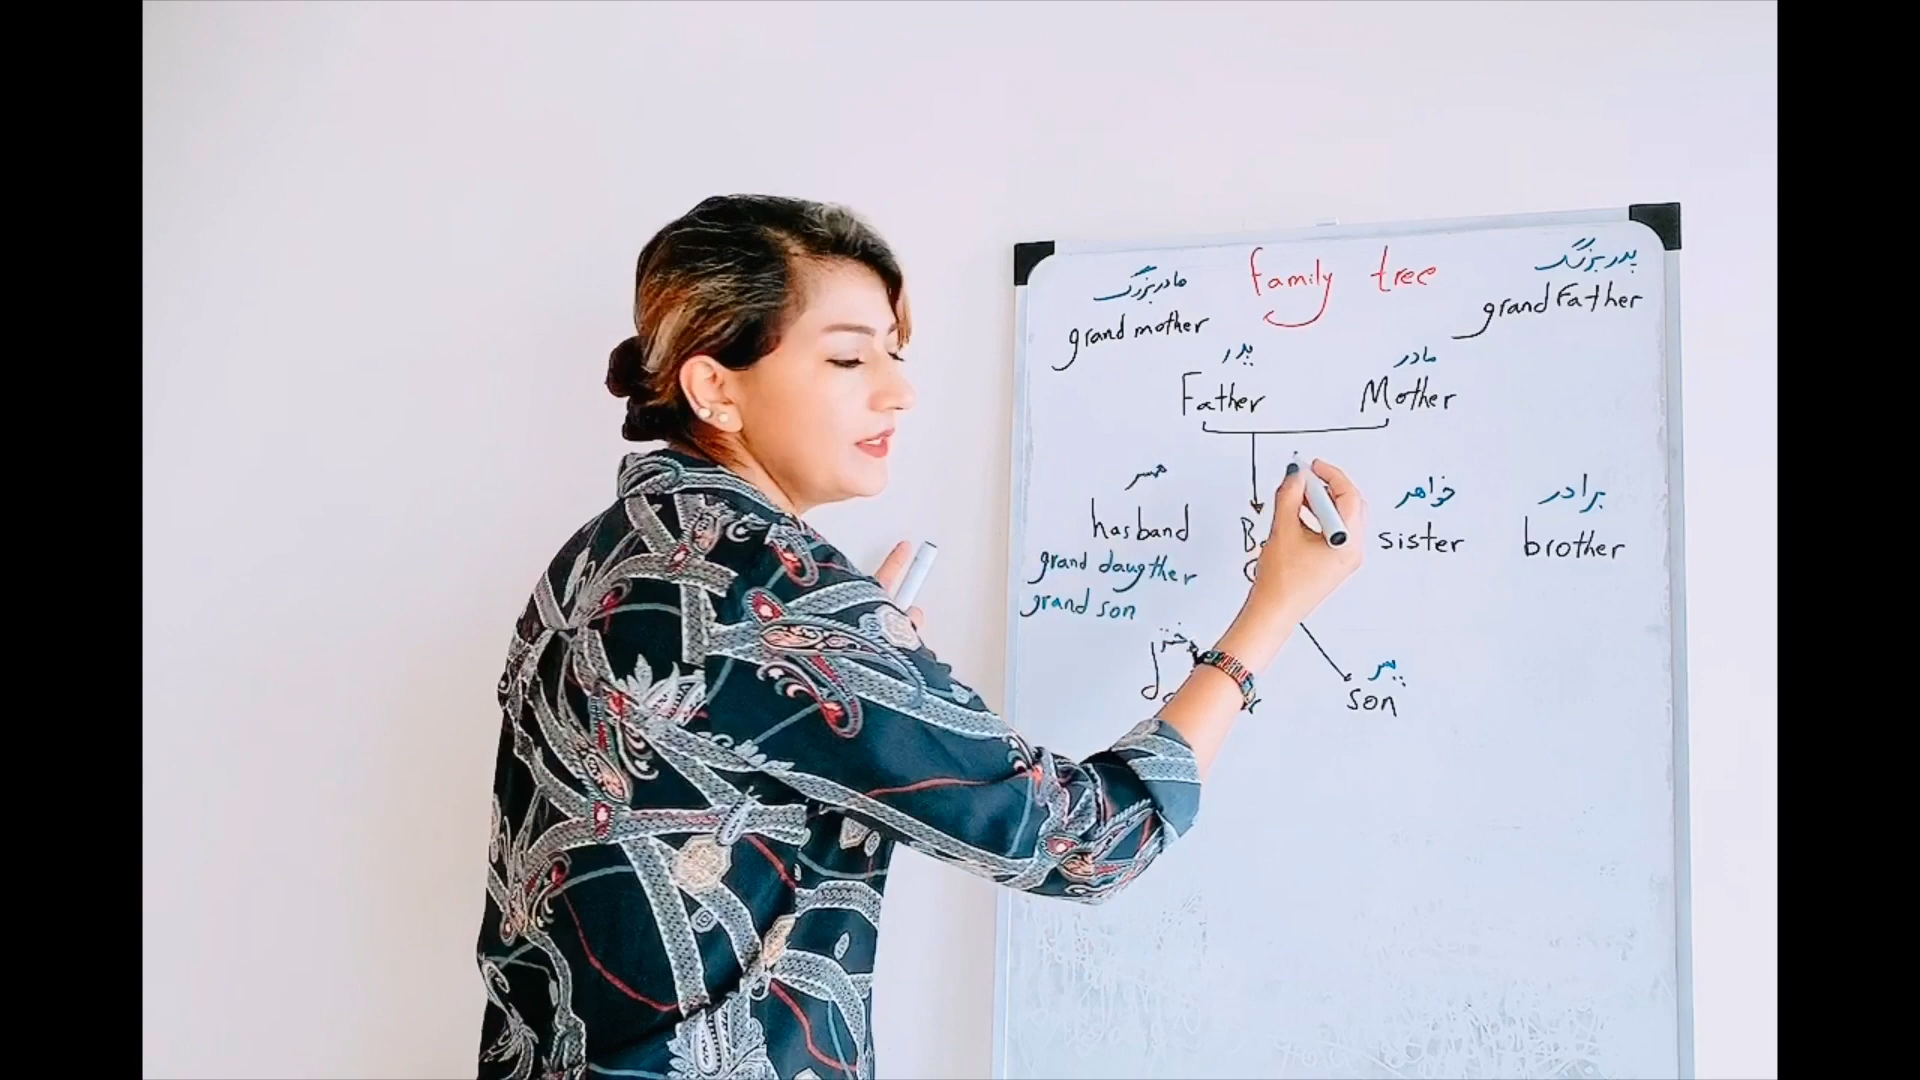 family tree
مادربزرگ
grand mother
پدربزرگ
grand Father
پدر
Father
مادر
Mother
همسر
hasband
خواهر
sister
برادر
brother
grand daugther
grand son
دختر
پسر
son